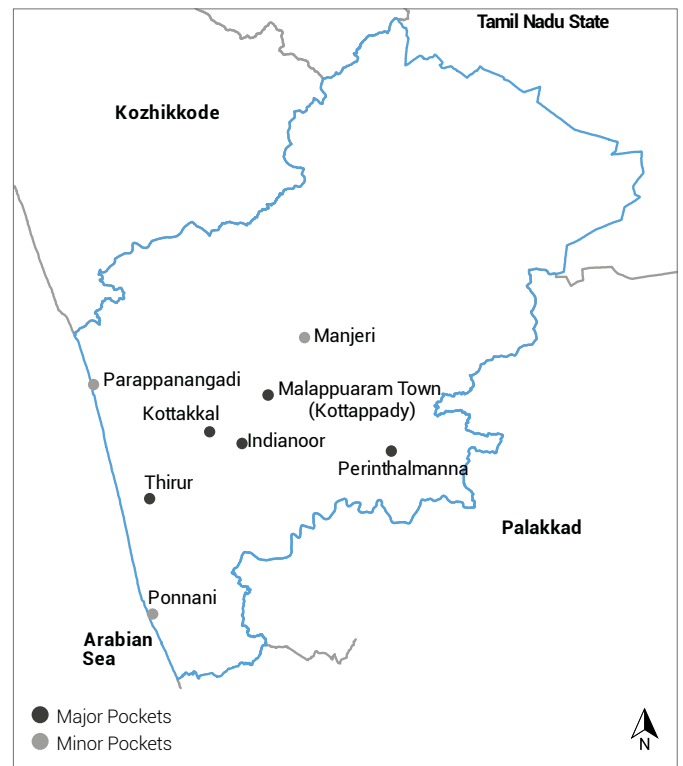 Tamil Nadu State
Kozhikkode
Manjeri
Parappanangadi
Malappuaram Town
(Kottappady)
Kottakkal
Indianoor
Perinthalmanna
Thirur
Palakkad
Ponnani
Arabian
Sea
Major Pockets
Minor Pockets
N